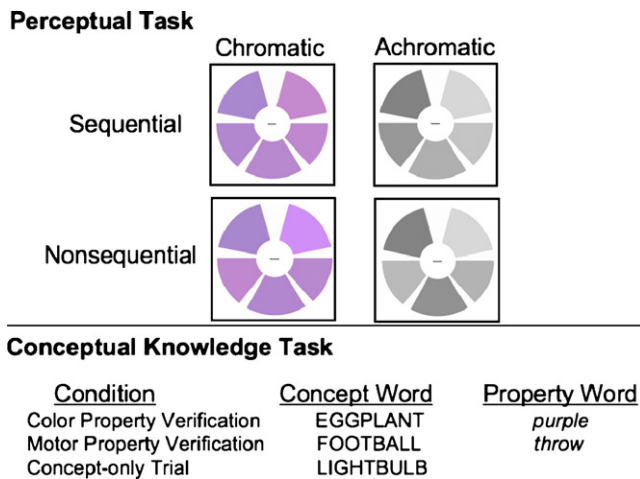 Perceptual Task
Chromatic Achromatic
Sequential
Nonsequential
Conceptual Knowledge Task
Condition Concept Word Property Word
Color Property Verification EGGPLANT purple
Motor Property Verification FOOTBALL throw
Concept-only Trial LIGHTBULB